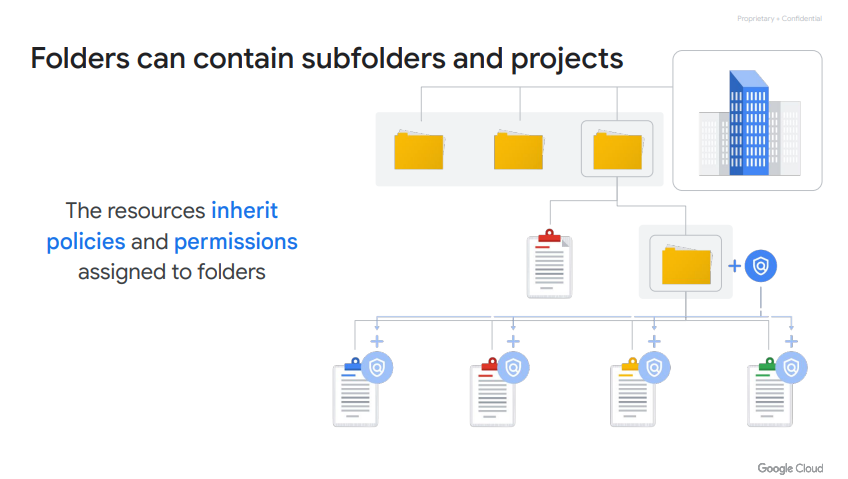 Proprietary + Confidential
Folders can contain subfolders and projects
The resources inherit
policies and permissions
assigned to folders
Google Cloud